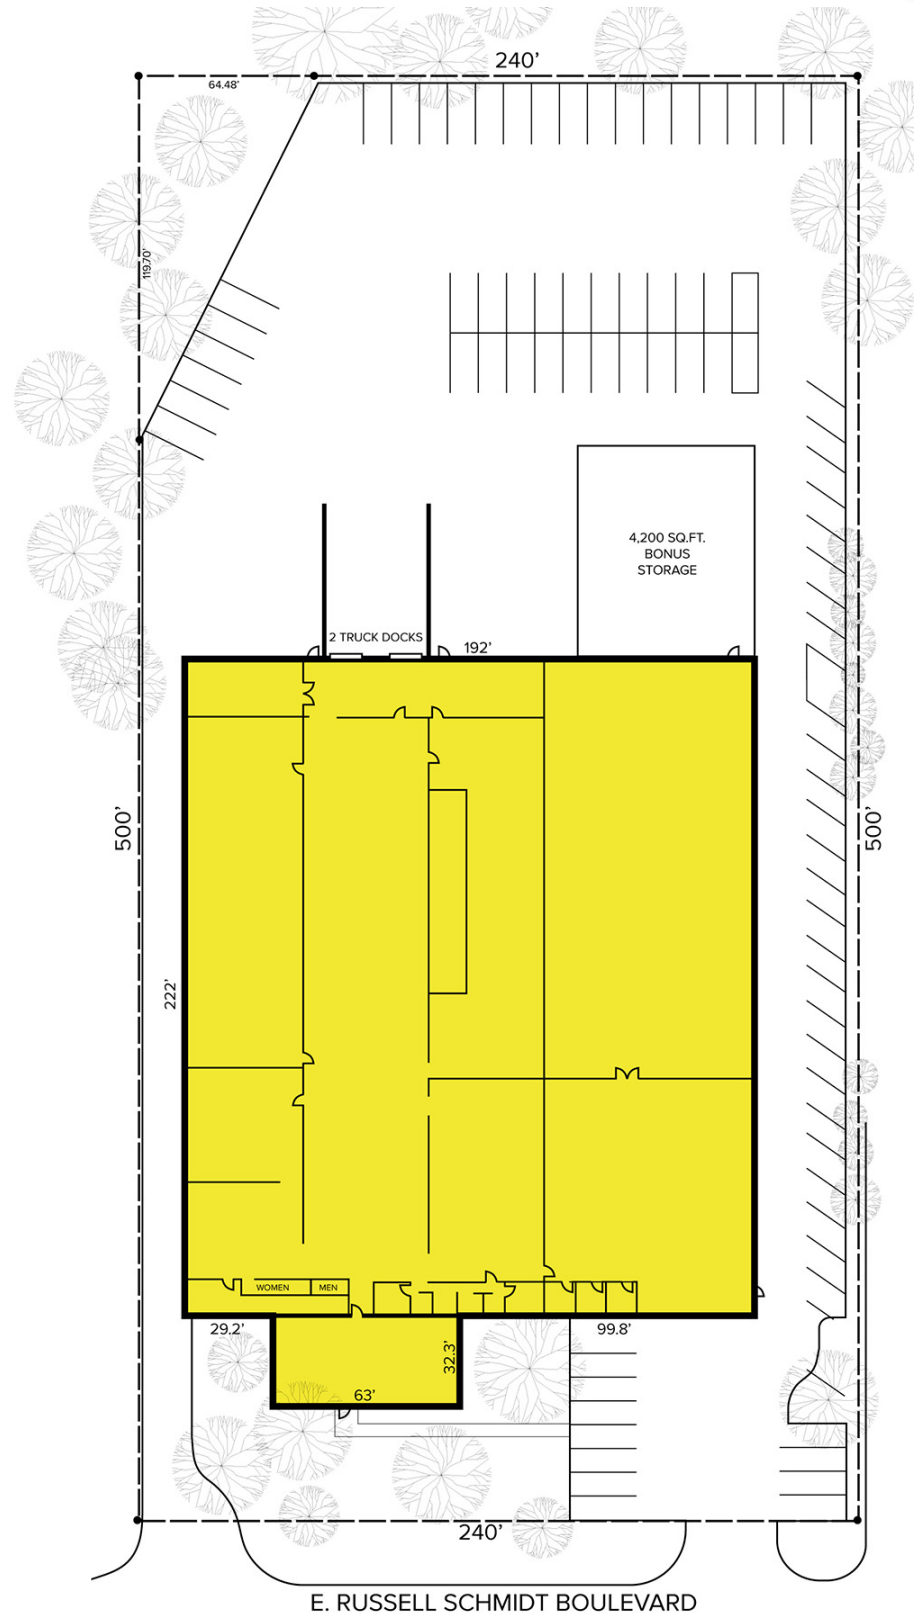 240'
64.48'
119.70'
4,200 SQ.FT.
BONUS
STORAGE
2 TRUCK DOCKS
192'
500'
500'
222'
WOMEN
MEN
29.2'
99.8'
32.3'
63'
240'
E. RUSSELL SCHMIDT BOULEVARD